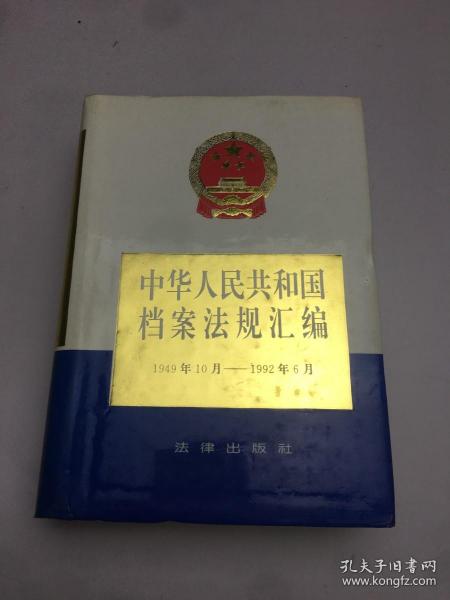 中华人民共和国
档案法规汇编
1949年10月——1992年6月
法律出版社
孔夫子旧书网
www.kongfz.com